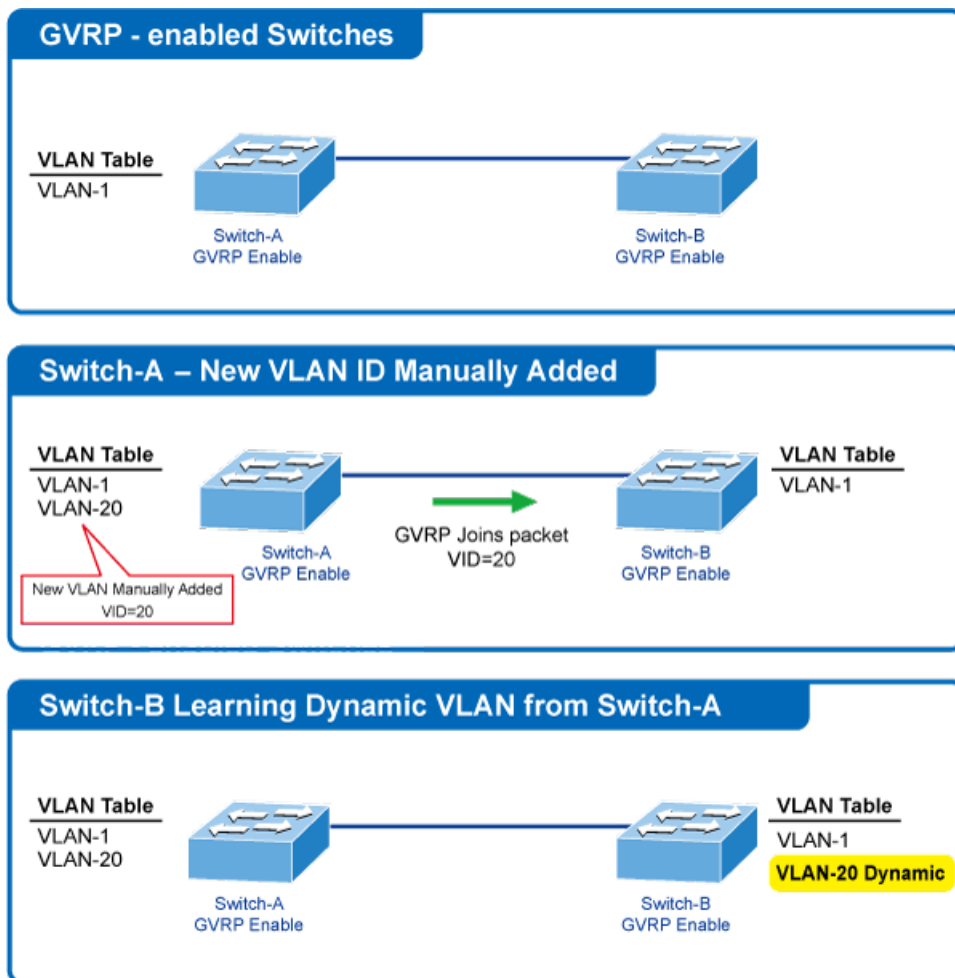 GVRP - enabled Switches
VLAN Table
VLAN-1
Switch-A
GVRP Enable
Switch-B
GVRP Enable
Switch-A – New VLAN ID Manually Added
VLAN Table
VLAN-1
VLAN-20
New VLAN Manually Added
VID=20
Switch-A
GVRP Enable
GVRP Joins packet
VID=20
Switch-B
GVRP Enable
VLAN Table
VLAN-1
Switch-B Learning Dynamic VLAN from Switch-A
VLAN Table
VLAN-1
VLAN-20
Switch-A
GVRP Enable
Switch-B
GVRP Enable
VLAN Table
VLAN-1
VLAN-20 Dynamic